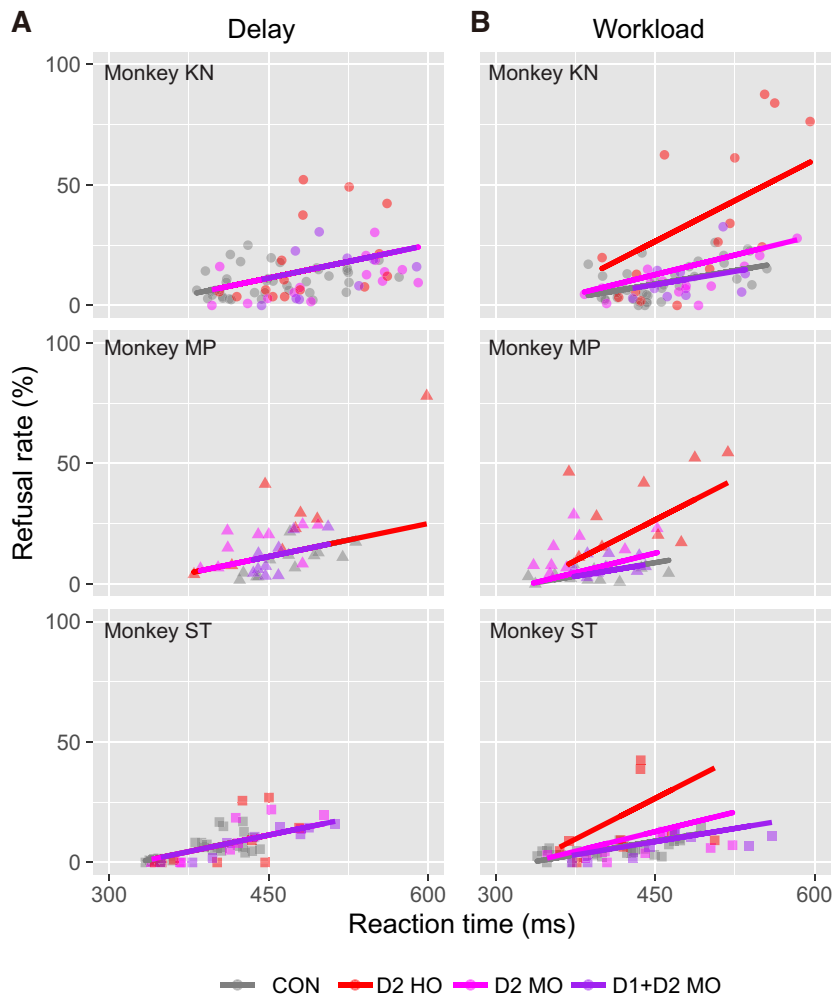 A
Delay
B
Workload
Monkey KN
Monkey KN
100
50
0
Monkey MP
Monkey MP
100
50
0
Monkey ST
Monkey ST
100
50
0
Refusal rate (%)
300 450 600
300 450 600
Reaction time (ms)
CON D2 HO D2 MO D1+D2 MO